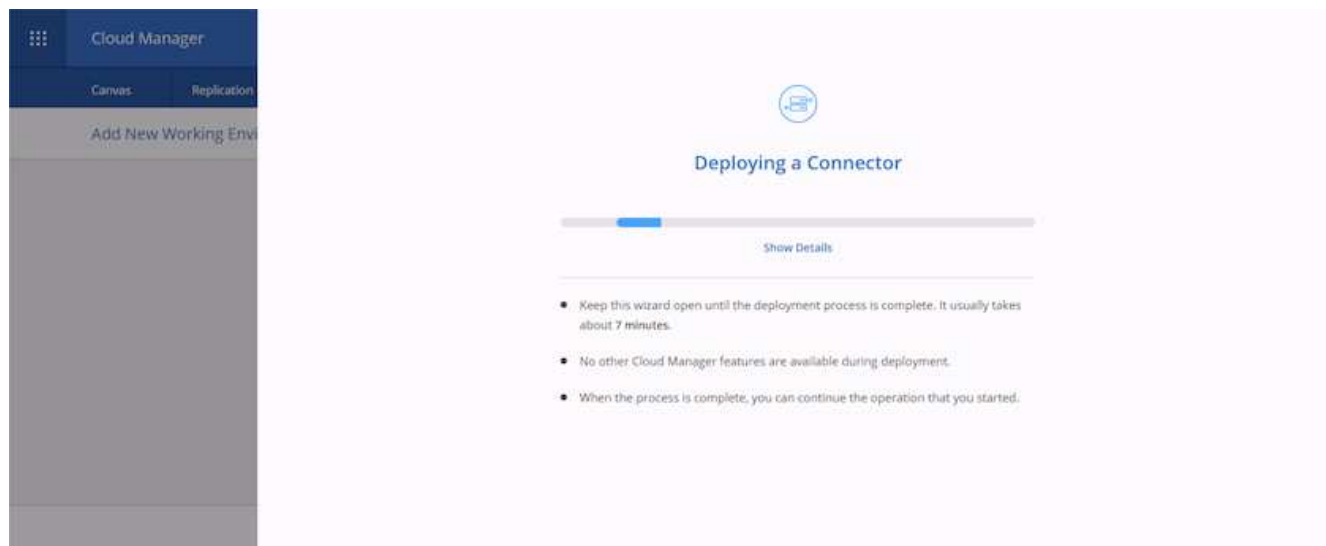 Cloud Manager
Canvas Replication
Add New Working Envi
Deploying a Connector
Show Details
Keep this wizard open until the deployment process is complete. It usually takes
about 7 minutes.
No other Cloud Manager features are available during deployment.
When the process is complete, you can continue the operation that you started.